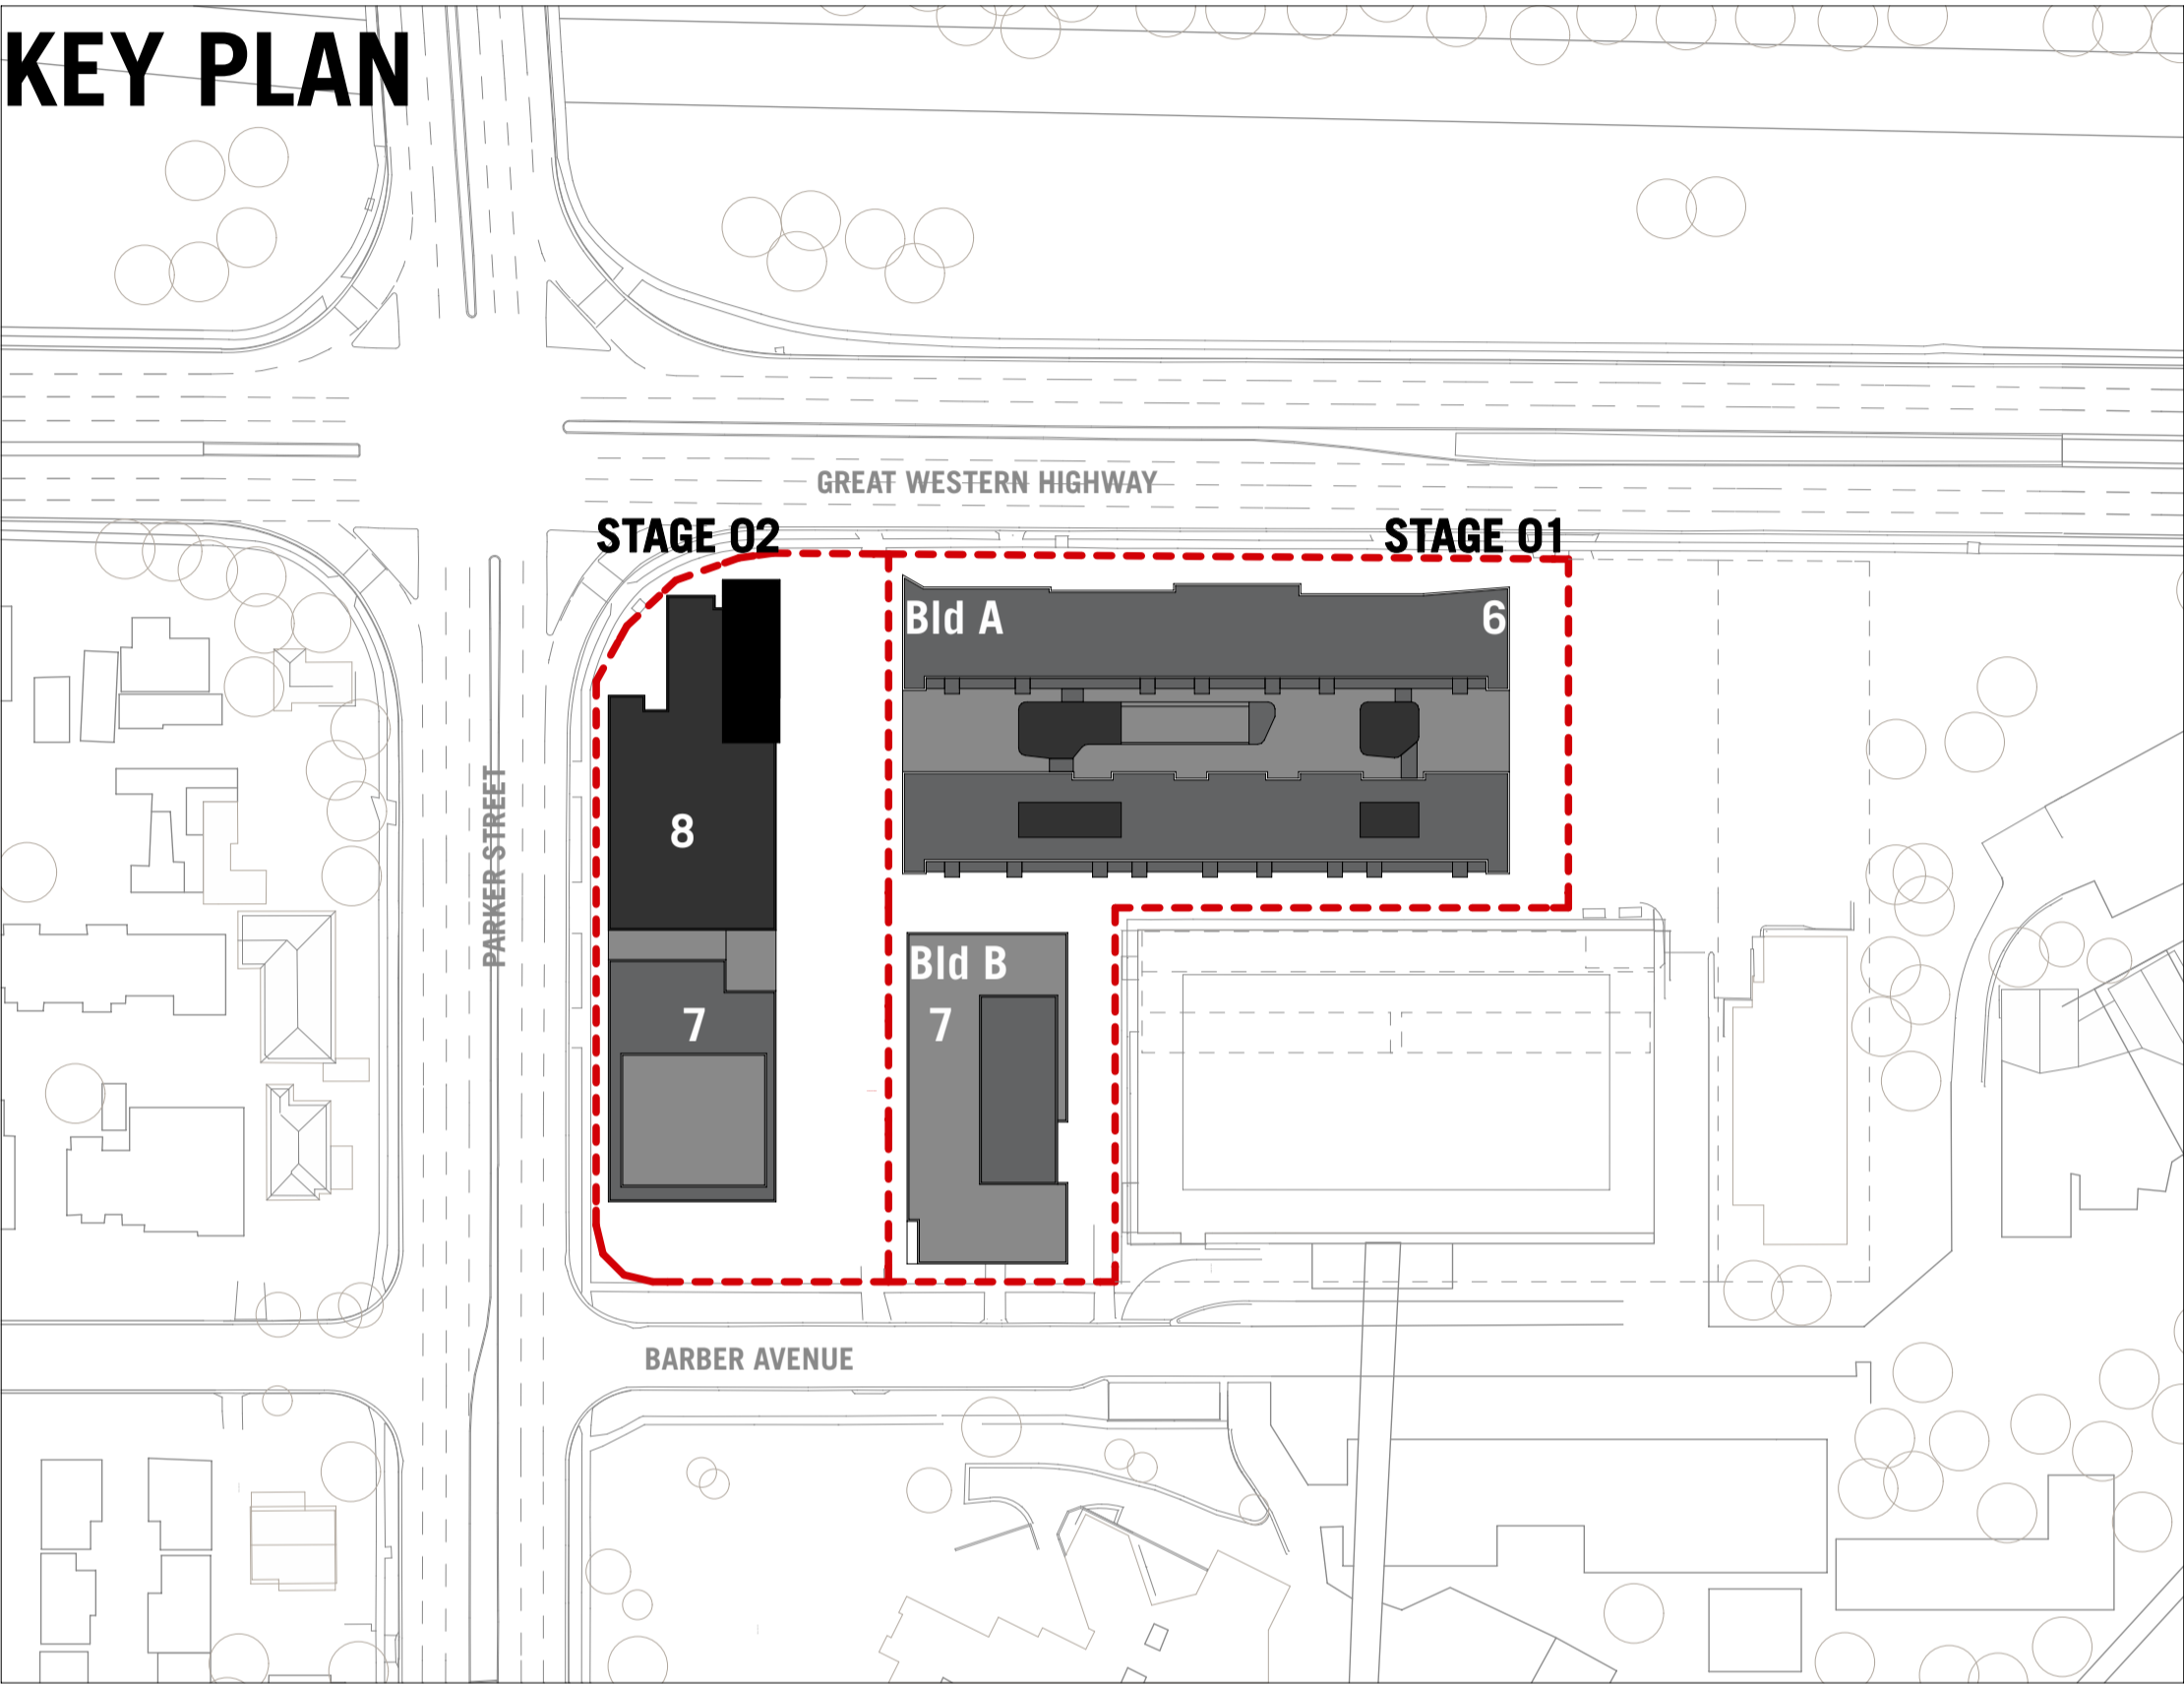 KEY PLAN
GREAT WESTERN HIGHWAY
STAGE 02
STAGE 01
Bld A
6
PARKER STREET
8
Bld B
7
7
BARBER AVENUE